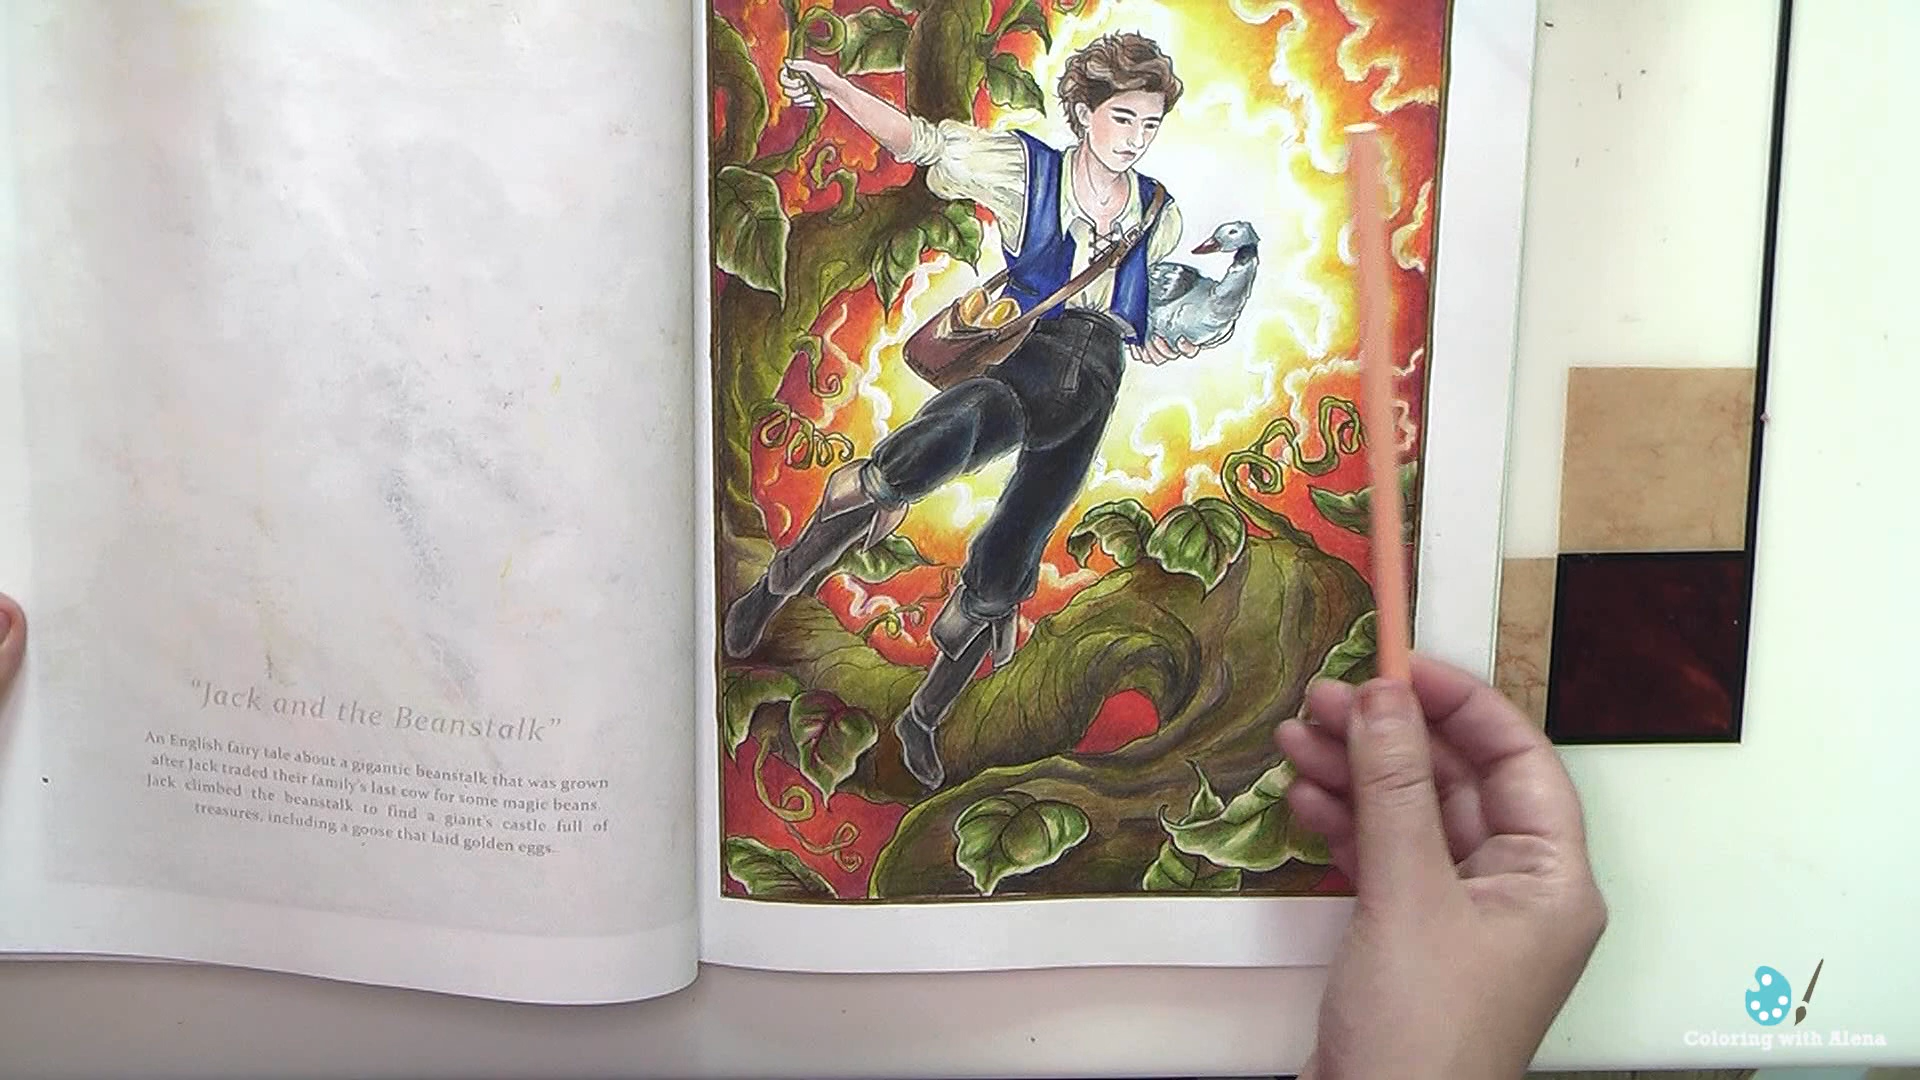 "Jack and the Beanstalk"
An English fairy tale about a gigantic beanstalk that was grown
after Jack traded their family's last cow for some magic beans.
Jack climbed the beanstalk to find a giant's castle full of
treasures, including a goose that laid golden eggs.
Coloring with Alena